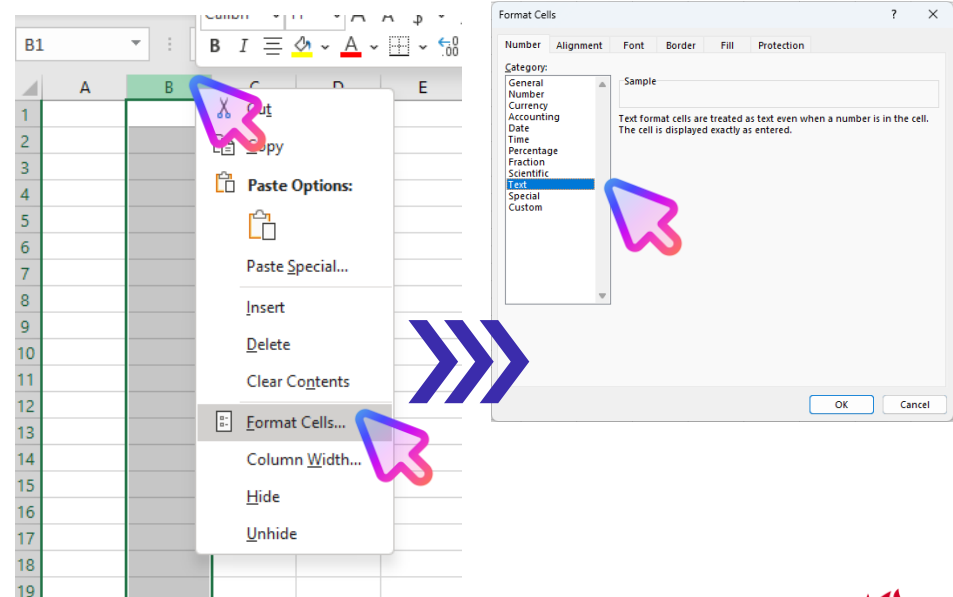 B1
B I A
A B C D E
1
2
3
4
5
6
7
8
9
10
11
12
13
14
15
16
17
18
19
Cut
Copy
Paste Options:
Paste Special...
Insert
Delete
Clear Contents
Format Cells...
Column Width...
Hide
Unhide
Format Cells ? ×
Number Alignment Font Border Fill Protection
Category:
General
Number
Currency
Accounting
Date
Time
Percentage
Fraction
Scientific
Text
Special
Custom
Sample
Text format cells are treated as text even when a number is in the cell.
The cell is displayed exactly as entered.
OK Cancel